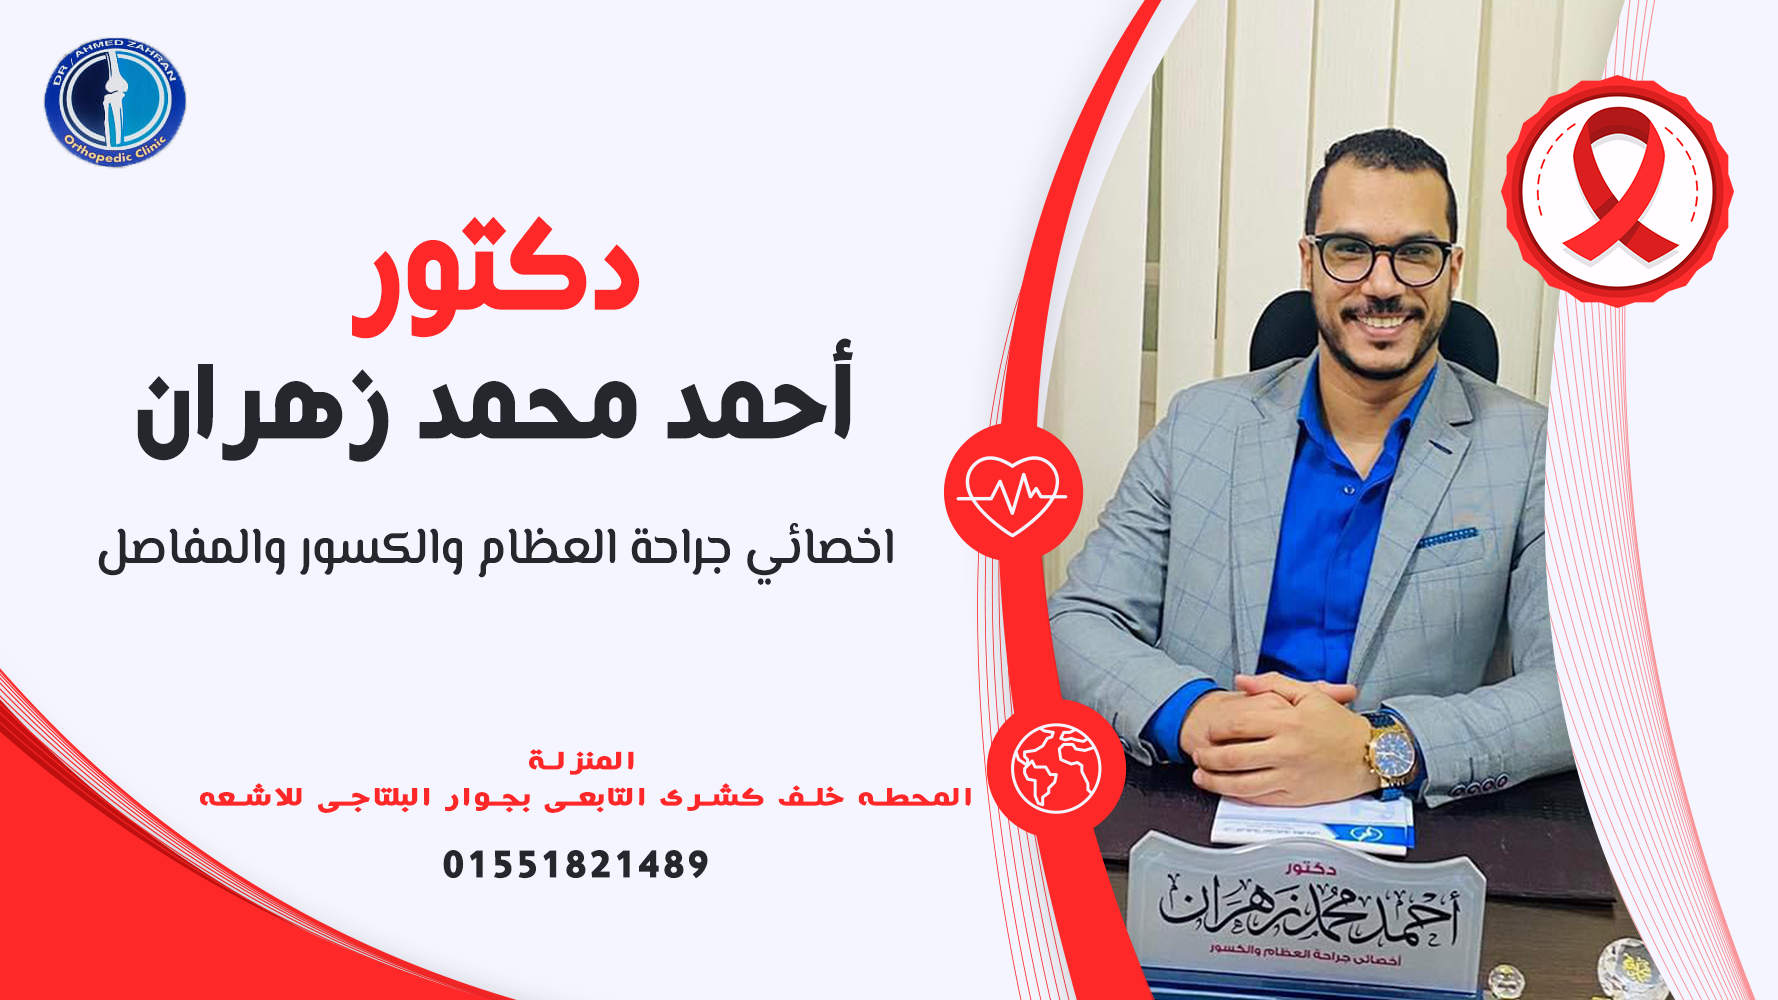 DR / AHMED ZAHRAN
Orthopedic Clinic
دكتور
أحمد محمد زهران
اخصائي جراحة العظام والكسور والمفاصل
المنزلة
المحطه خلف كشرى التابعى بجوار البلتاجى للاشعه
01551821489
دكتور
أحمد محمد زهران
أخصائى جراحة العظام والكسور